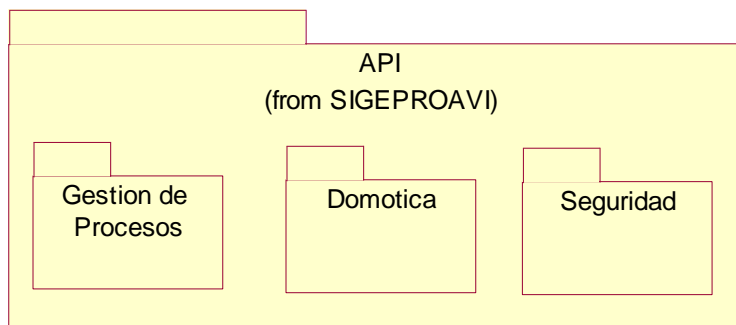 API
(from SIGEPROAVI)
Gestion de
Procesos
Domotica
Seguridad